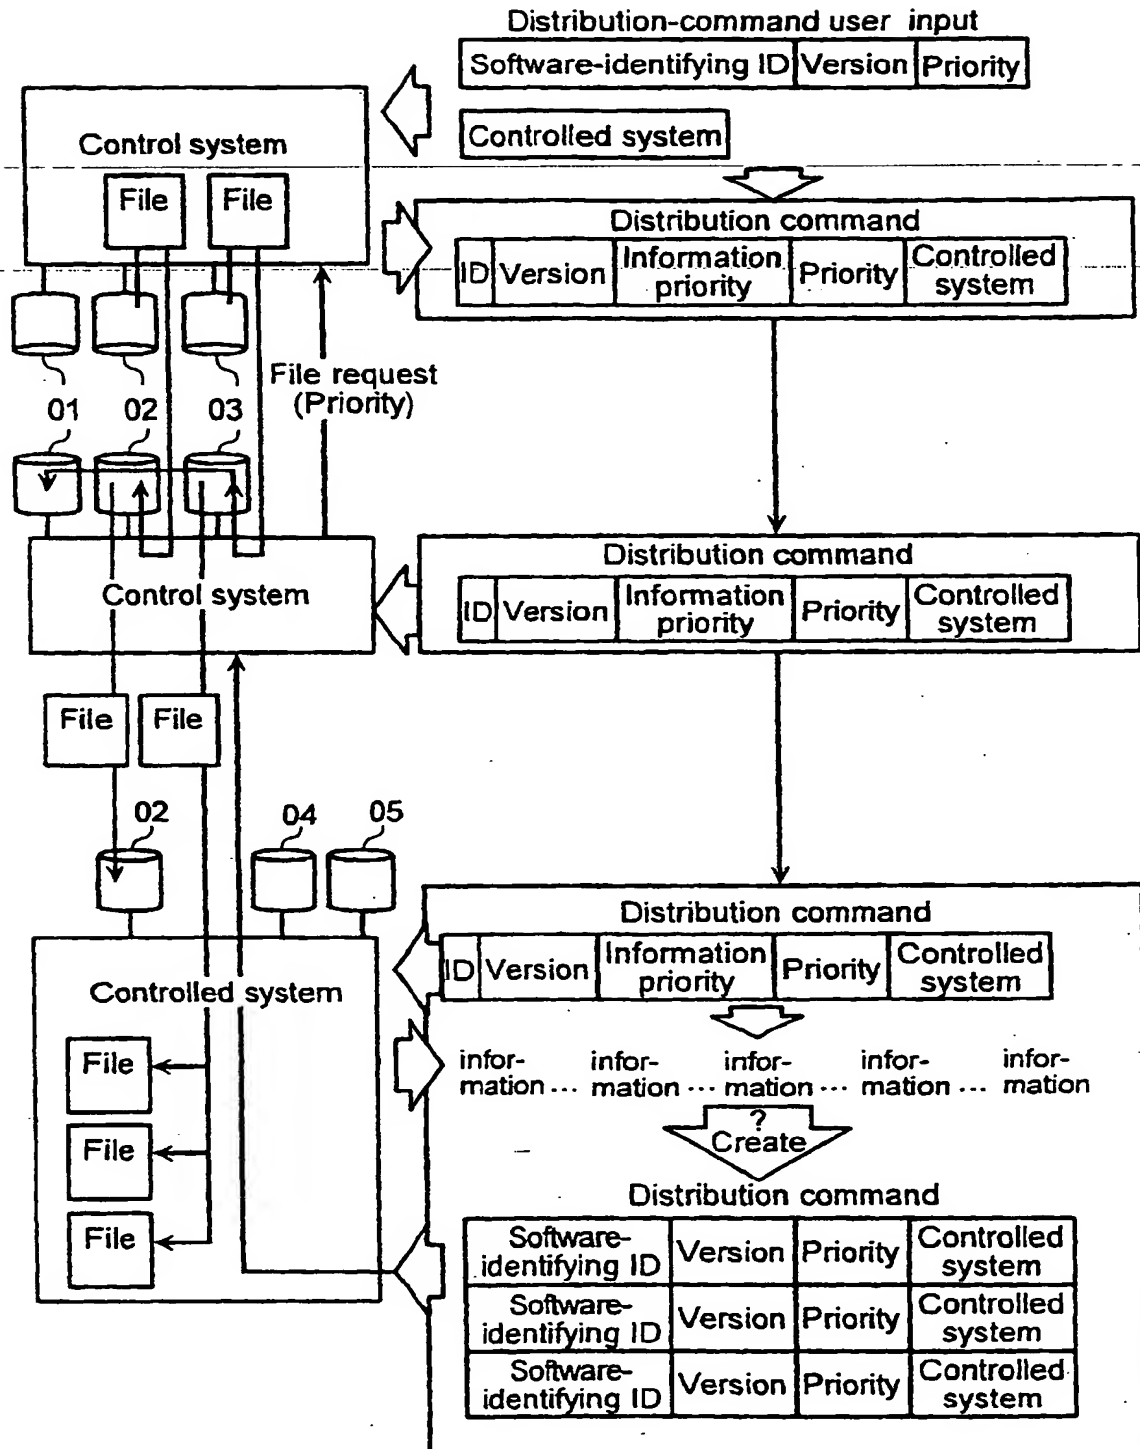 Distribution-command user input
Software-identifying ID Version Priority
Control system
Controlled system
File File
Distribution command
ID Version Information priority Priority Controlled system
File request
(Priority)
01 02 03
Distribution command
ID Version Information priority Priority Controlled system
Control system
File File
02 04 05
Distribution command
ID Version Information priority Priority Controlled system
Controlled system
infor-mation ... infor-mation ... infor-mation ... infor-mation ... infor-mation
File
?
Create
File
Distribution command
File
Software-identifying ID Version Priority Controlled system
Software-identifying ID Version Priority Controlled system
Software-identifying ID Version Priority Controlled system